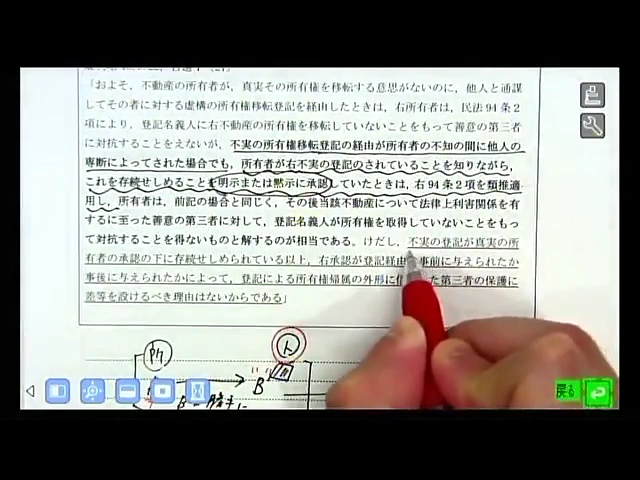 「およそ、不動産の所有者が、真実その所有権を移転する意思がないのに、他人と通謀
してその者に対する虚構の所有権移転登記を経由したときは、右所有者は、民法94条2
項により、登記名義人に右不動産の所有権を移転していないことをもって善意の第三者
に対抗することをえないが、不実の所有権移転登記の経由が所有者の不知の間に他人の
専断によってされた場合でも、所有者が右不実の登記のされていることを知りながら、
これを存続せしめることを明示または黙示に承認していたときは、右94条2項を類推適
用し、所有者は、前記の場合と同じく、その後当該不動産について法律上利害関係を有
するに至った善意の第三者に対して、登記名義人が所有権を取得していないことをもっ
て対抗することを得ないものと解するのが相当である。けだし、不実の登記が真実の所
有者の承認の下に存続せしめられている以上、右承認が登記経由の事前に与えられたか
事後に与えられたかによって、登記による所有権帰属の外形に た第三者の保護に
差等を設けるべき理由はないからである」
所
B
戻る